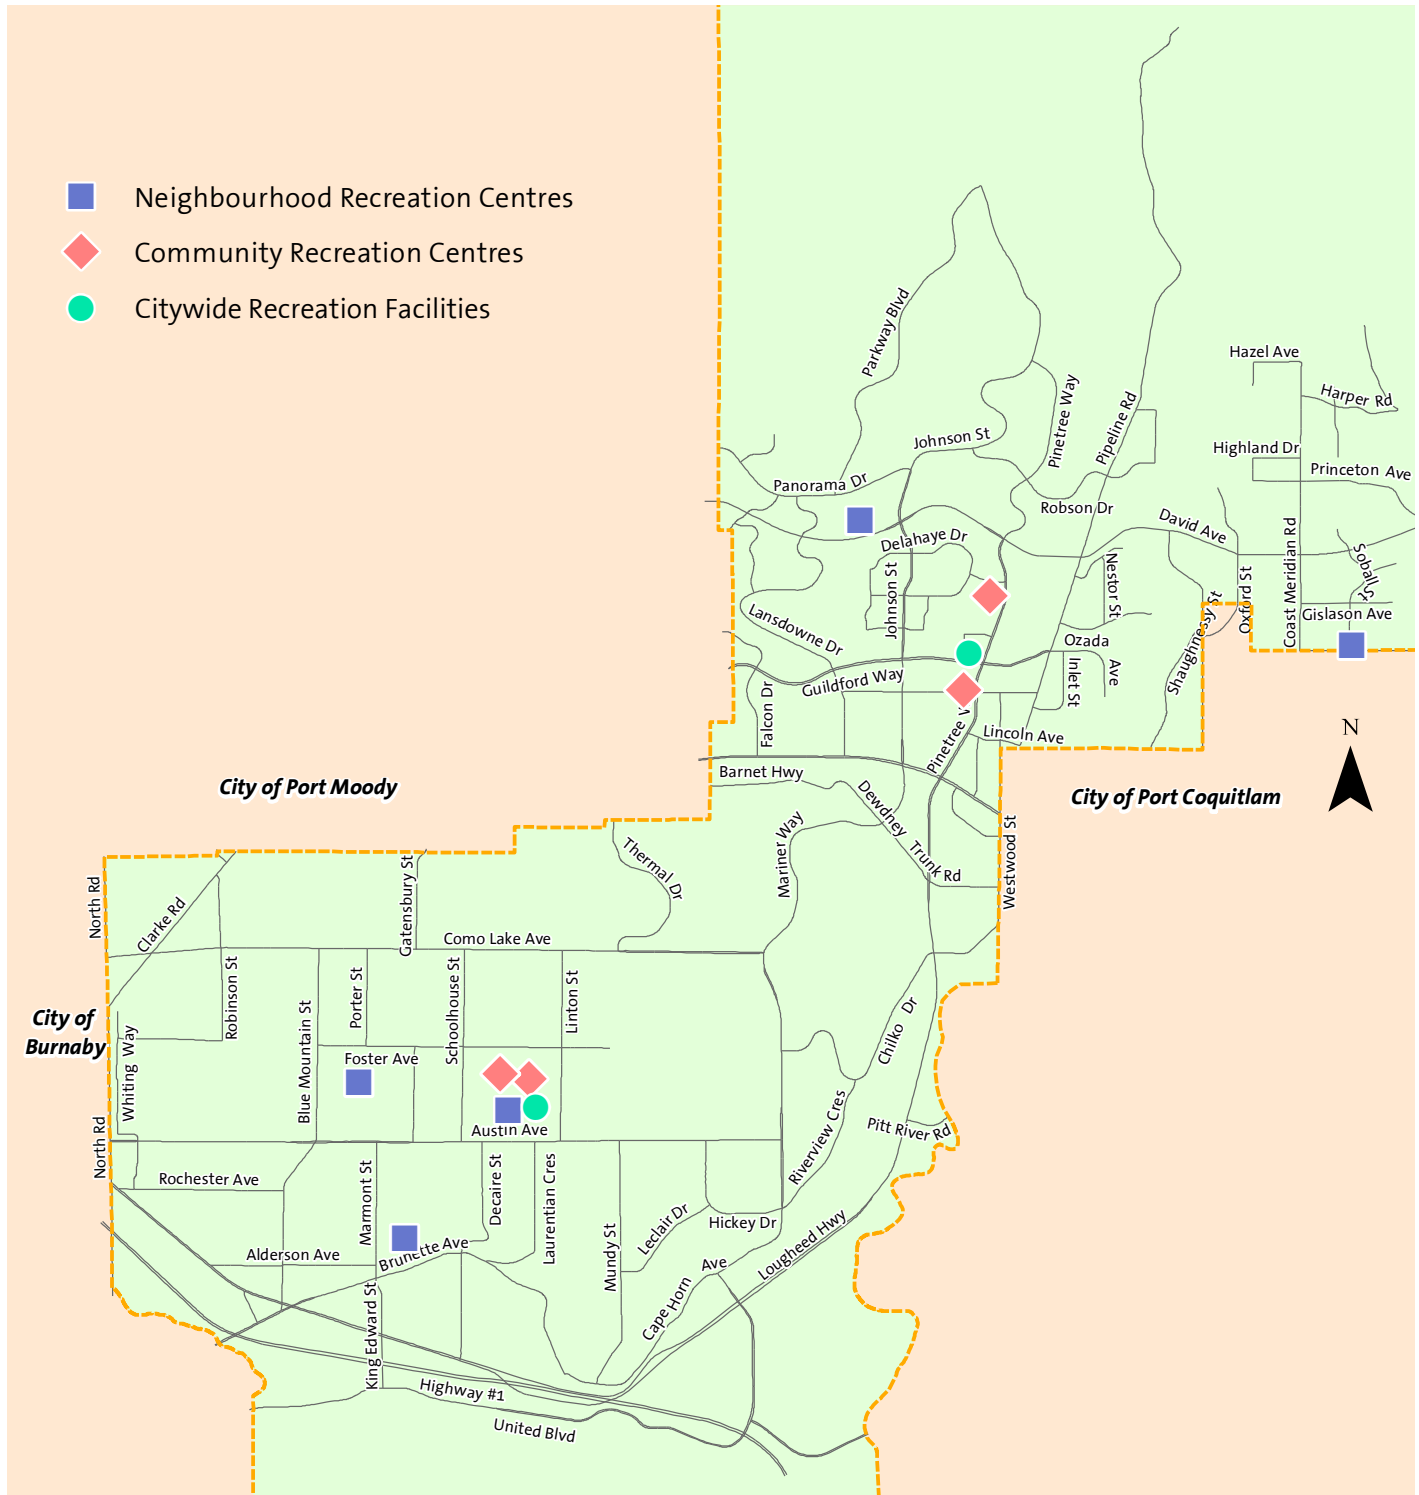 Neighbourhood Recreation Centres
Community Recreation Centres
Citywide Recreation Facilities
Parkway Blvd
Hazel Ave
Harper Rd
Pinetree Way
Pipeline Rd
Johnson St
Highland Dr
Princeton Ave
Panorama Dr
Robson Dr
David Ave
Delahaye Dr
Coast Meridian Rd
Soball St
Nestor St
Johnson St
Oxford St
Shaughnessy St
Gislason Ave
Lansdowne Dr
Ozada
Ave
Inlet St
Guildford Way
Falcon Dr
Pinetree
Lincoln Ave
N
Barnet Hwy
City of Port Moody
City of Port Coquitlam
Dewdney Trunk Rd
Mariner Way
Westwood St
Thermal Dr
North Rd
Clarke Rd
Gatensbury St
Como Lake Ave
Robinson St
Porter St
Schoolhouse St
Linton St
Blue Mountain St
City of
Burnaby
Whiting Way
Chilko Dr
Foster Ave
Austin Ave
Riverview Cres
Pitt River Rd
North Rd
Rochester Ave
Marmont St
Decaire St
Laurentian Cres
Mundy St
Leclair Dr
Hickey Dr
Lougheed Hwy
Alderson Ave
Brunette Ave
Cape Horn Ave
King Edward St
Highway #1
United Blvd